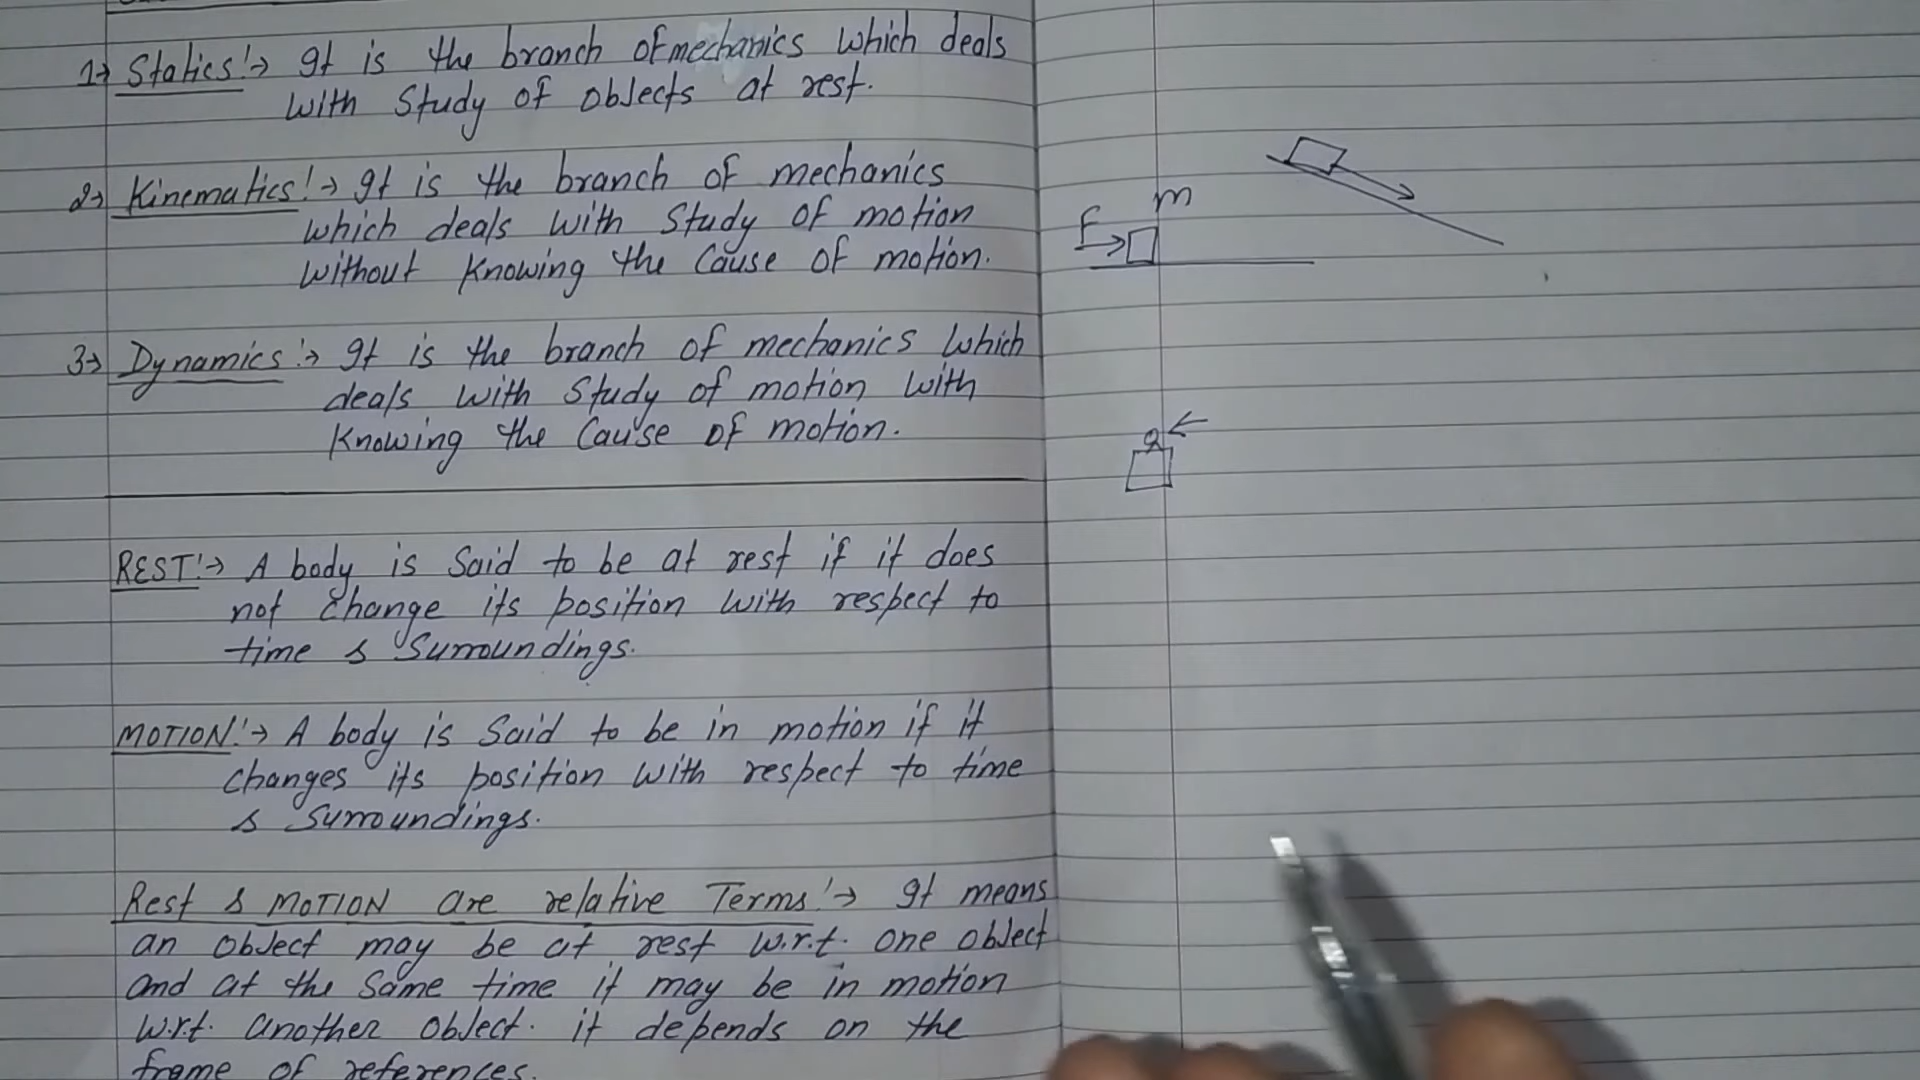 1→ Statics:→ It is the branch of mechanics which deals
with study of objects at rest.
2→ Kinematics:→ It is the branch of mechanics
which deals with study of motion
without knowing the cause of motion.
3→ Dynamics:→ It is the branch of mechanics which
deals with study of motion with
knowing the cause of motion.
REST:→ A body is said to be at rest if it does
not change its position with respect to
time & surroundings.
MOTION:→ A body is said to be in motion if it
changes its position with respect to time
& surroundings.
Rest & MOTION are relative Terms:→ It means
an object may be at rest w.r.t. one object
and at the same time it may be in motion
w.r.t. another object. it depends on the
frame of references.
m
F